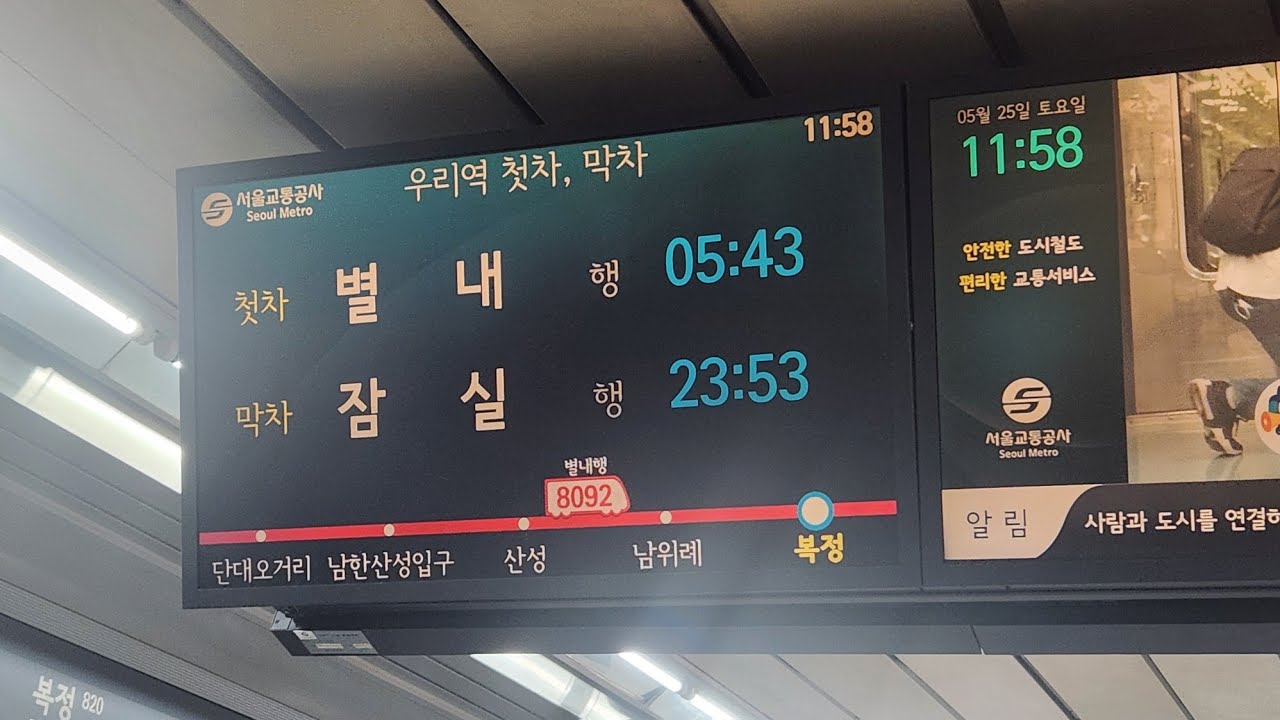 11:58
우리역 첫차, 막차
서울교통공사
Seoul Metro
첫차 별 내 행 05:43
막차 잠 실 행 23:53
별내행
8092
단대오거리 남한산성입구 산성 남위례 복정
05월 25일 토요일
11:58
안전한 도시철도
편리한 교통서비스
서울교통공사
Seoul Metro
알 림 사람과 도시를 연결하
복정 820